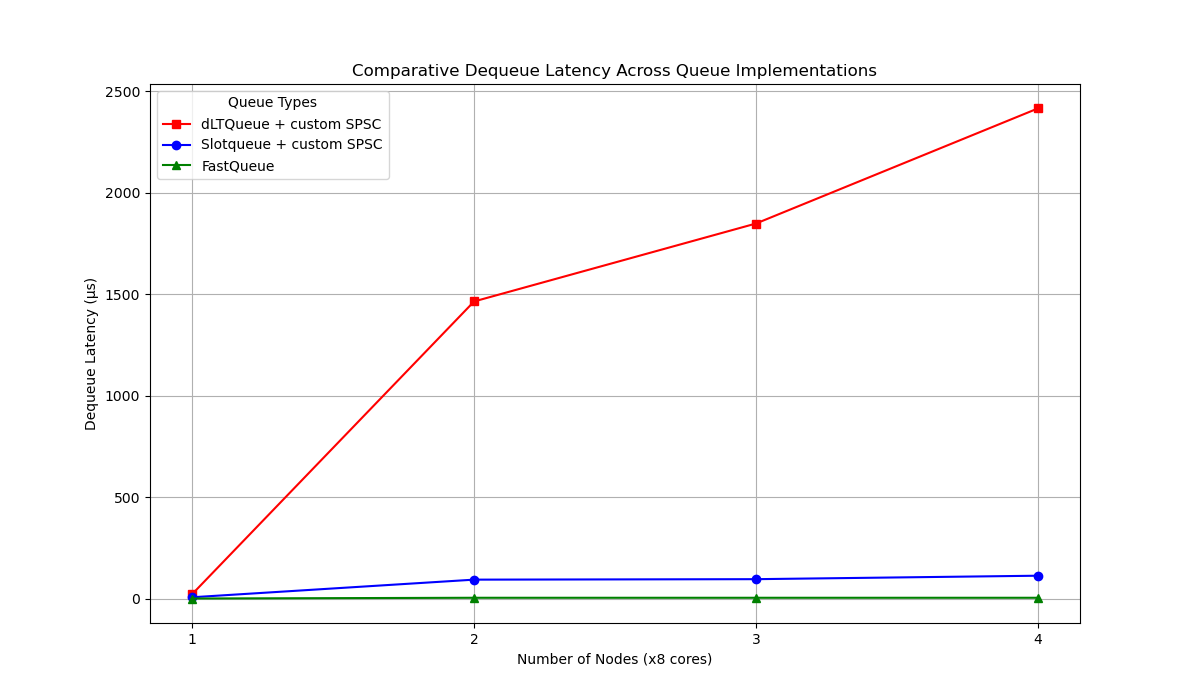 Comparative Dequeue Latency Across Queue Implementations
Queue Types
dLTQueue + custom SPSC
Slotqueue + custom SPSC
FastQueue
Dequeue Latency (μs)
2500
2000
1500
1000
500
0
1 2 3 4
Number of Nodes (x8 cores)